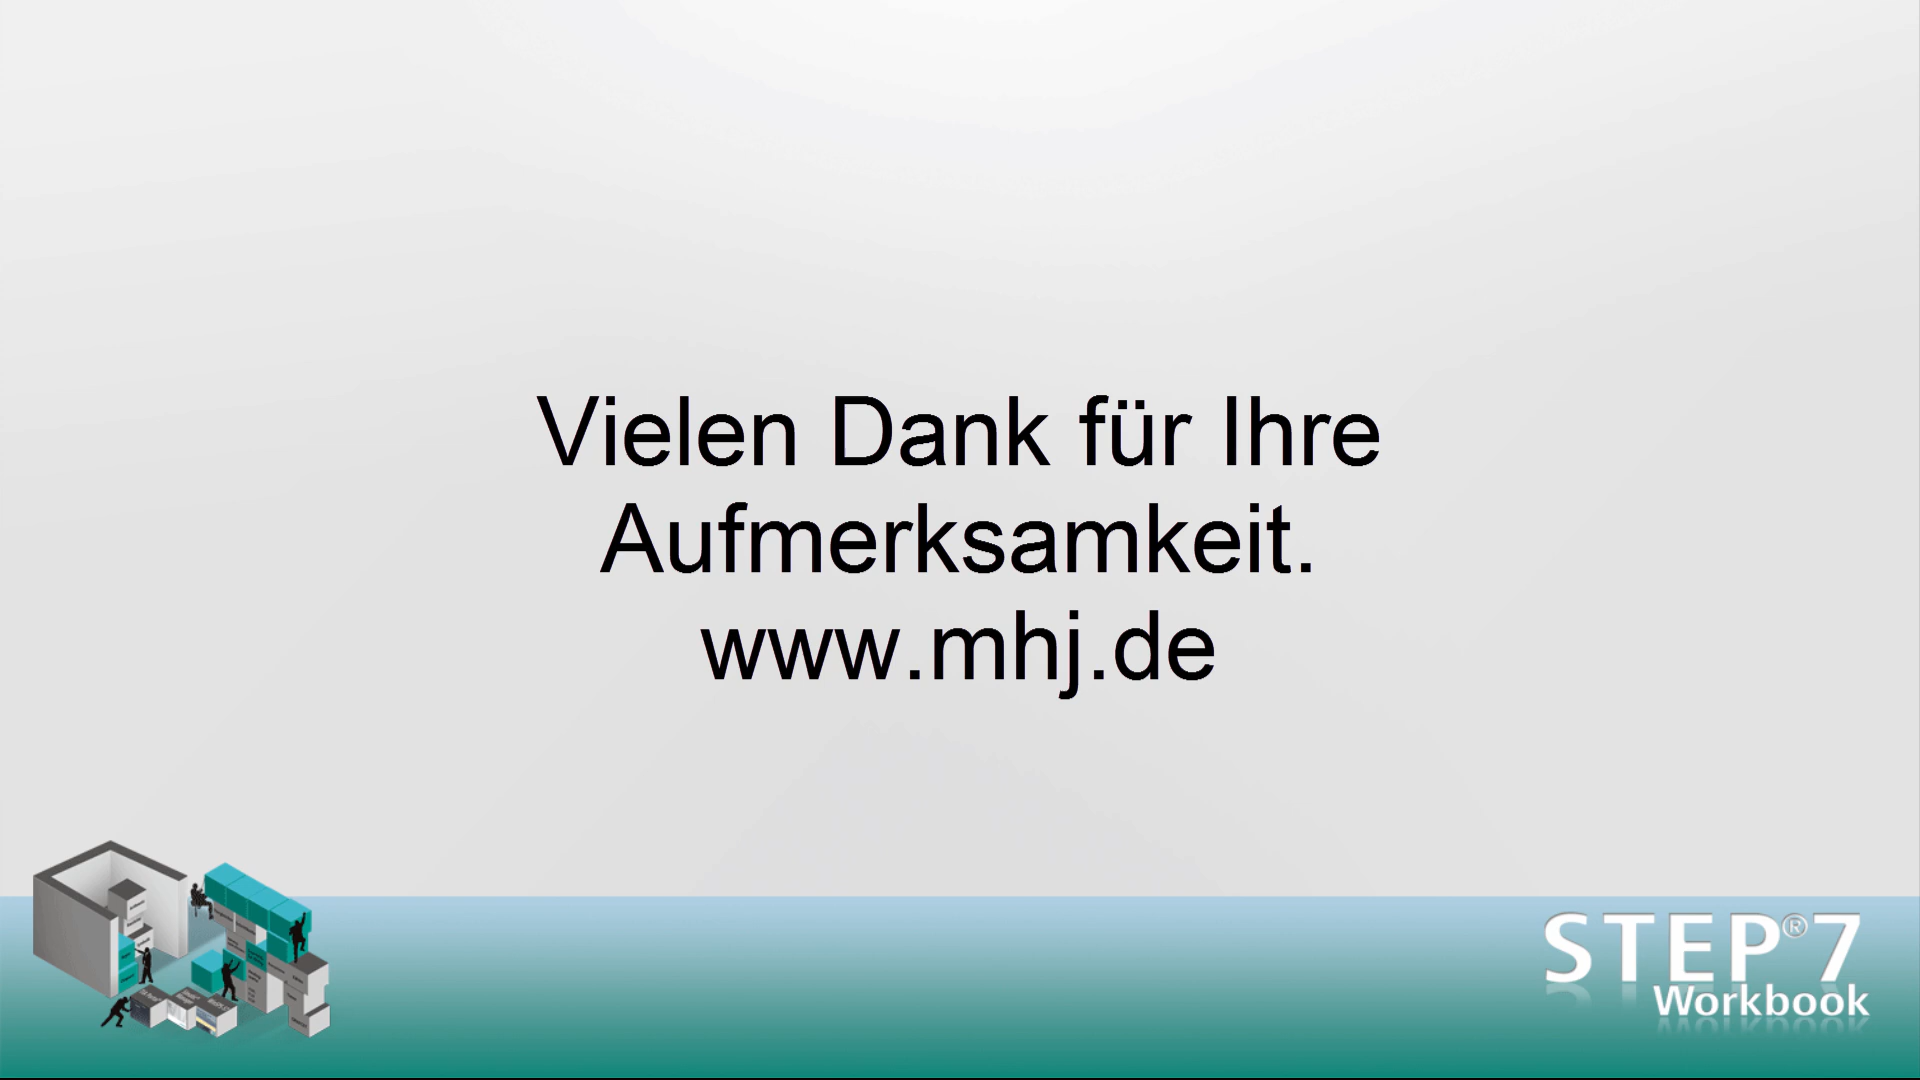 Vielen Dank für Ihre
Aufmerksamkeit.
www.mhj.de
STEP®7
Workbook